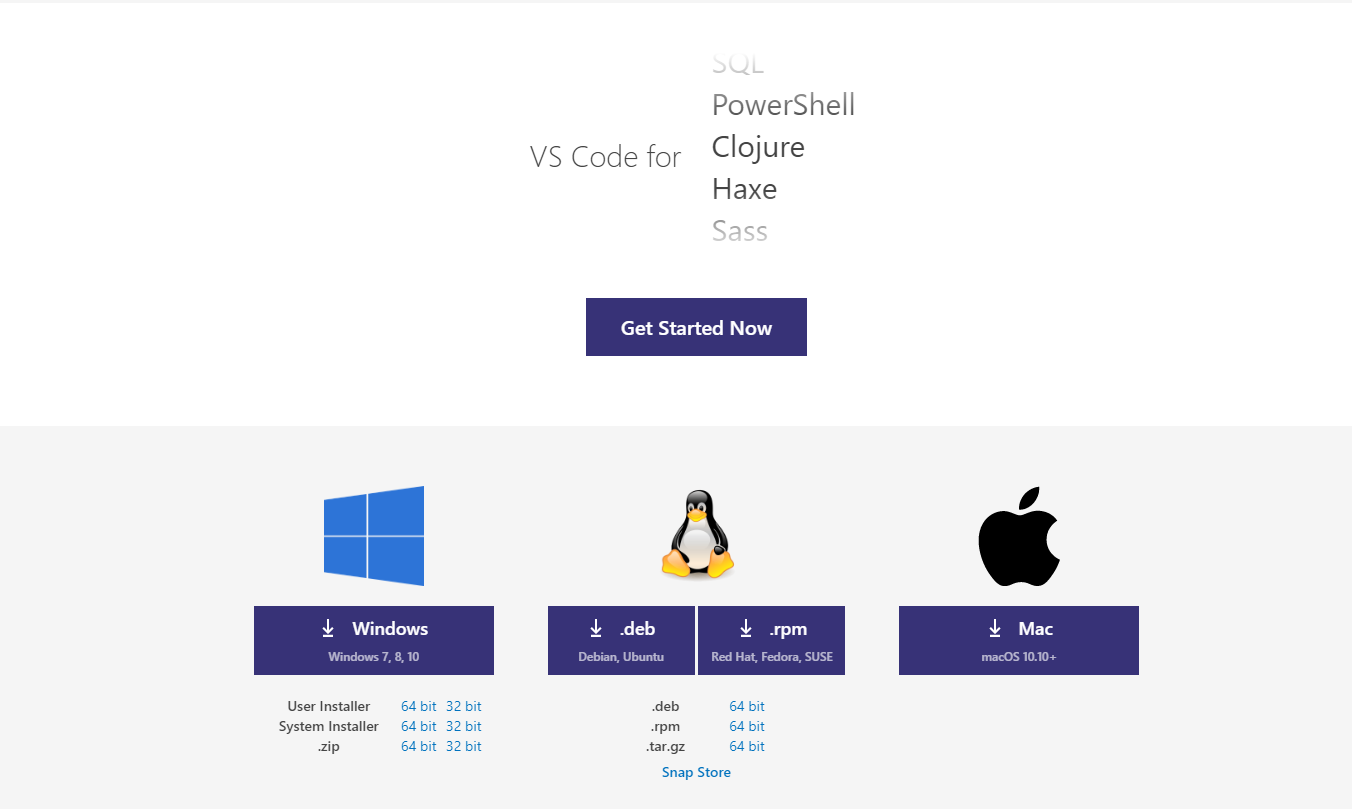 SQL
PowerShell
VS Code for
Clojure
Haxe
Sass
Get Started Now
Windows
Windows 7, 8, 10
User Installer 64 bit 32 bit
System Installer 64 bit 32 bit
.zip 64 bit 32 bit
.deb
Debian, Ubuntu
.rpm
Red Hat, Fedora, SUSE
.deb 64 bit
.rpm 64 bit
.tar.gz 64 bit
Snap Store
Mac
macOS 10.10+